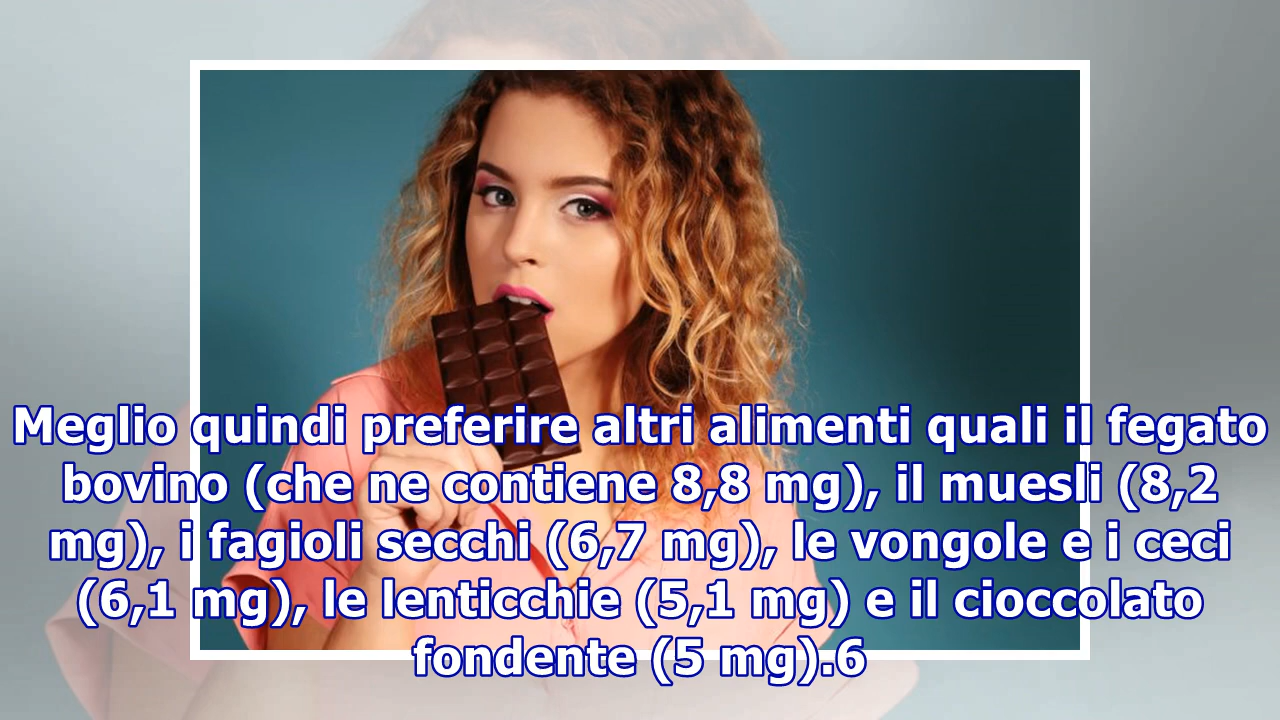 Meglio quindi preferire altri alimenti quali il fegato
bovino (che ne contiene 8,8 mg), il muesli (8,2
mg), i fagioli secchi (6,7 mg), le vongole e i ceci
(6,1 mg), le lenticchie (5,1 mg) e il cioccolato
fondente (5 mg).6